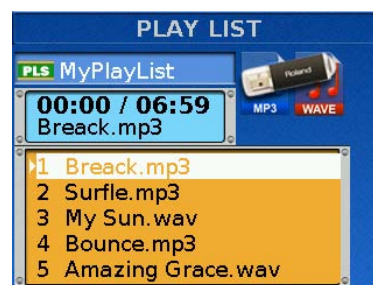 PLAY LIST
PLS MyPlayList
Roland
MP3 WAVE
00:00 / 06:59
Breack.mp3
1 Breack.mp3
2 Surfle.mp3
3 My Sun.wav
4 Bounce.mp3
5 Amazing Grace.wav